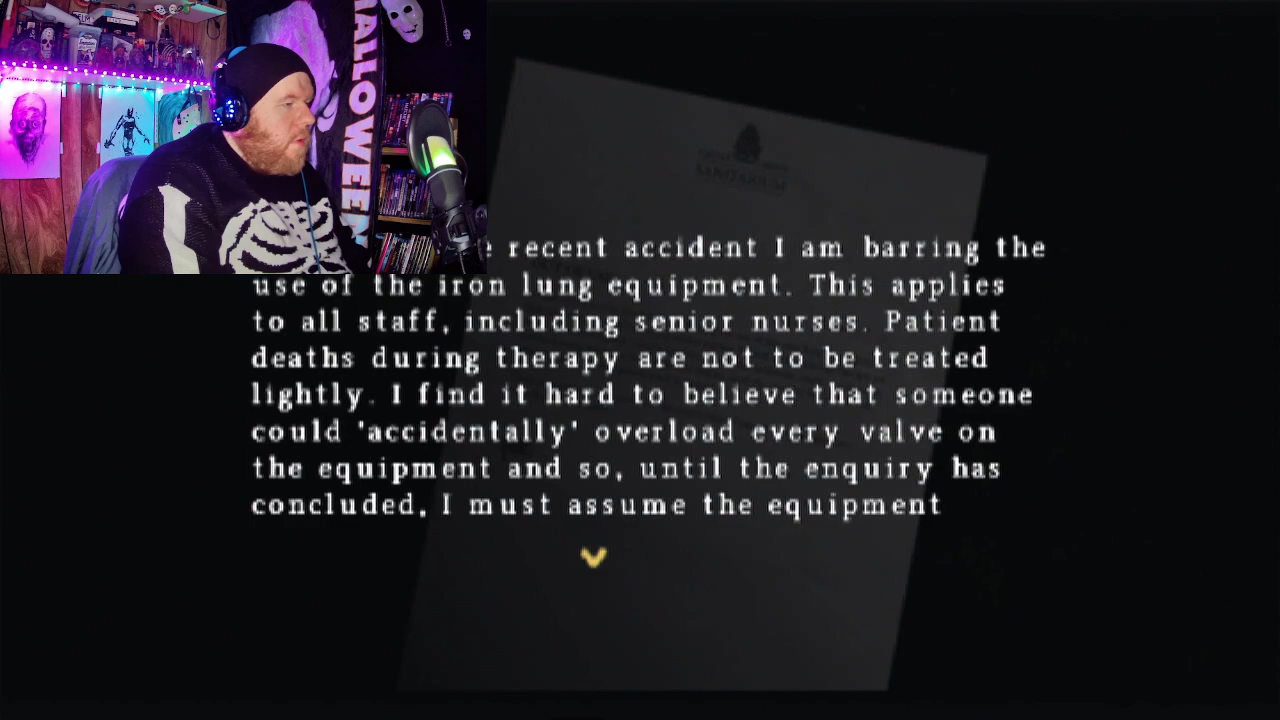 HALLOWEEN
SANITARIUM
recent accident I am barring the
use of the iron lung equipment. This applies
to all staff, including senior nurses. Patient
deaths during therapy are not to be treated
lightly. I find it hard to believe that someone
could 'accidentally' overload every valve on
the equipment and so, until the enquiry has
concluded, I must assume the equipment